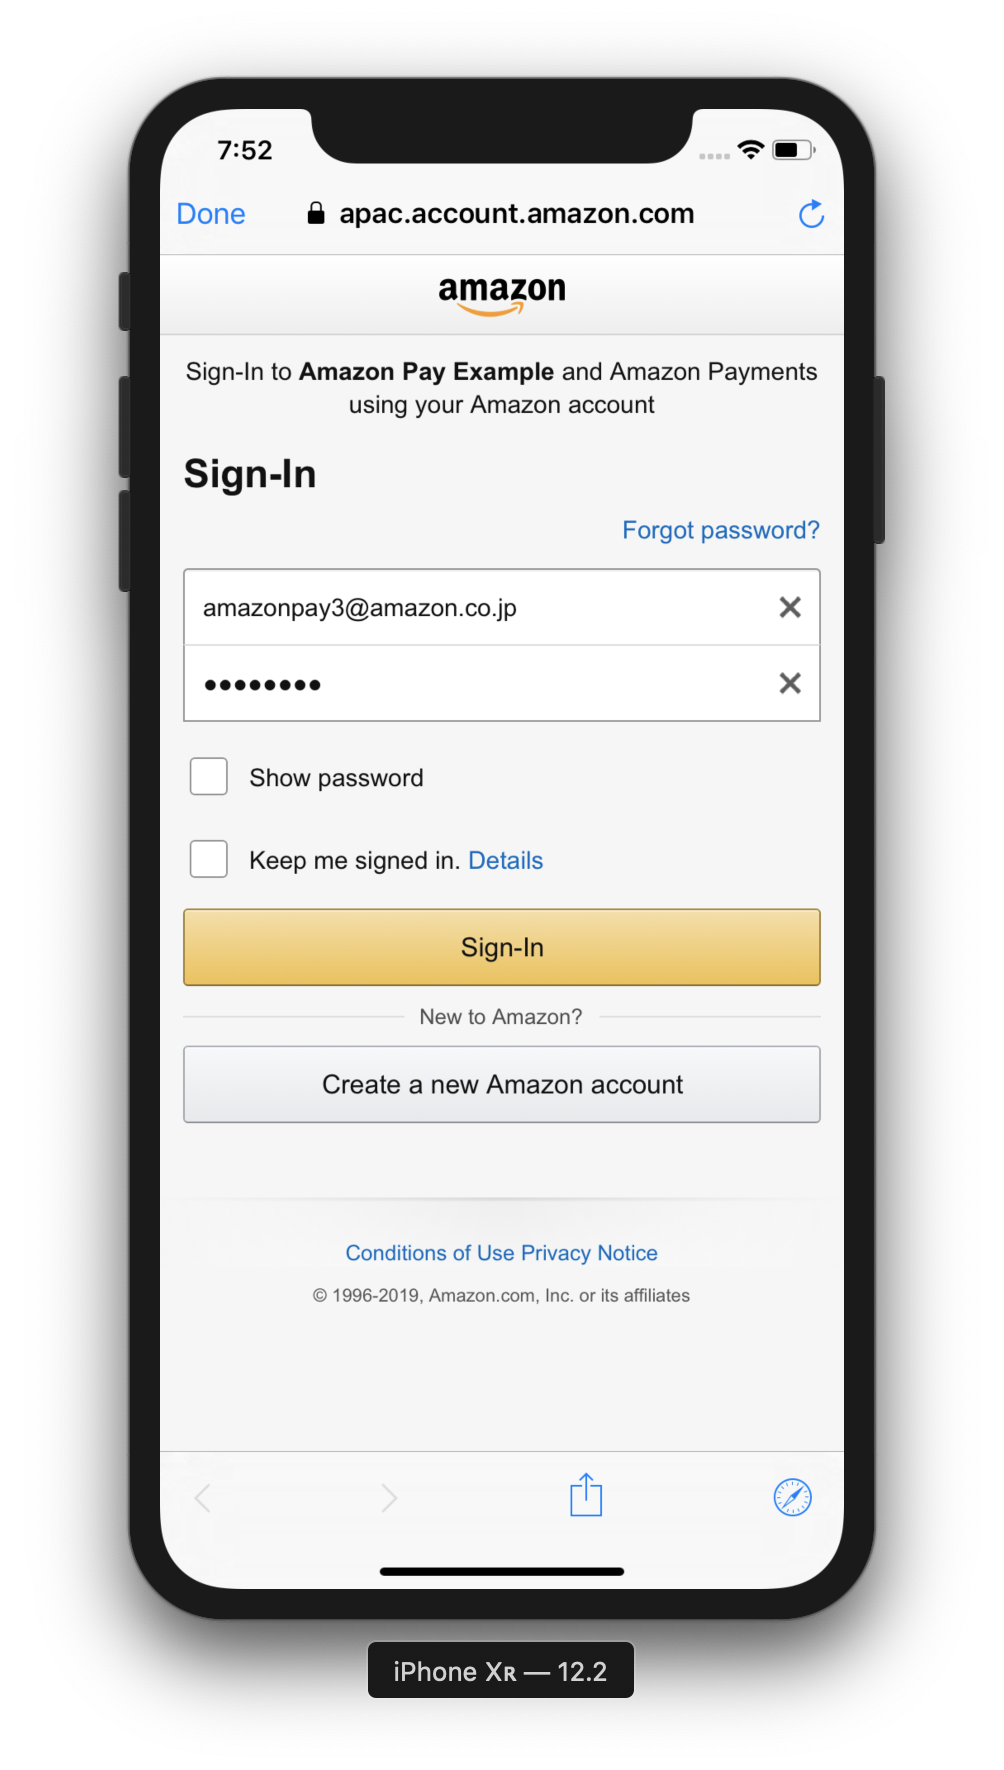 7:52
Done apac.account.amazon.com
amazon
Sign-In to Amazon Pay Example and Amazon Payments
using your Amazon account
Sign-In
Forgot password?
amazonpay3@amazon.co.jp
••••••••
Show password
Keep me signed in. Details
Sign-In
New to Amazon?
Create a new Amazon account
Conditions of Use Privacy Notice
© 1996-2019, Amazon.com, Inc. or its affiliates
iPhone Xʀ — 12.2